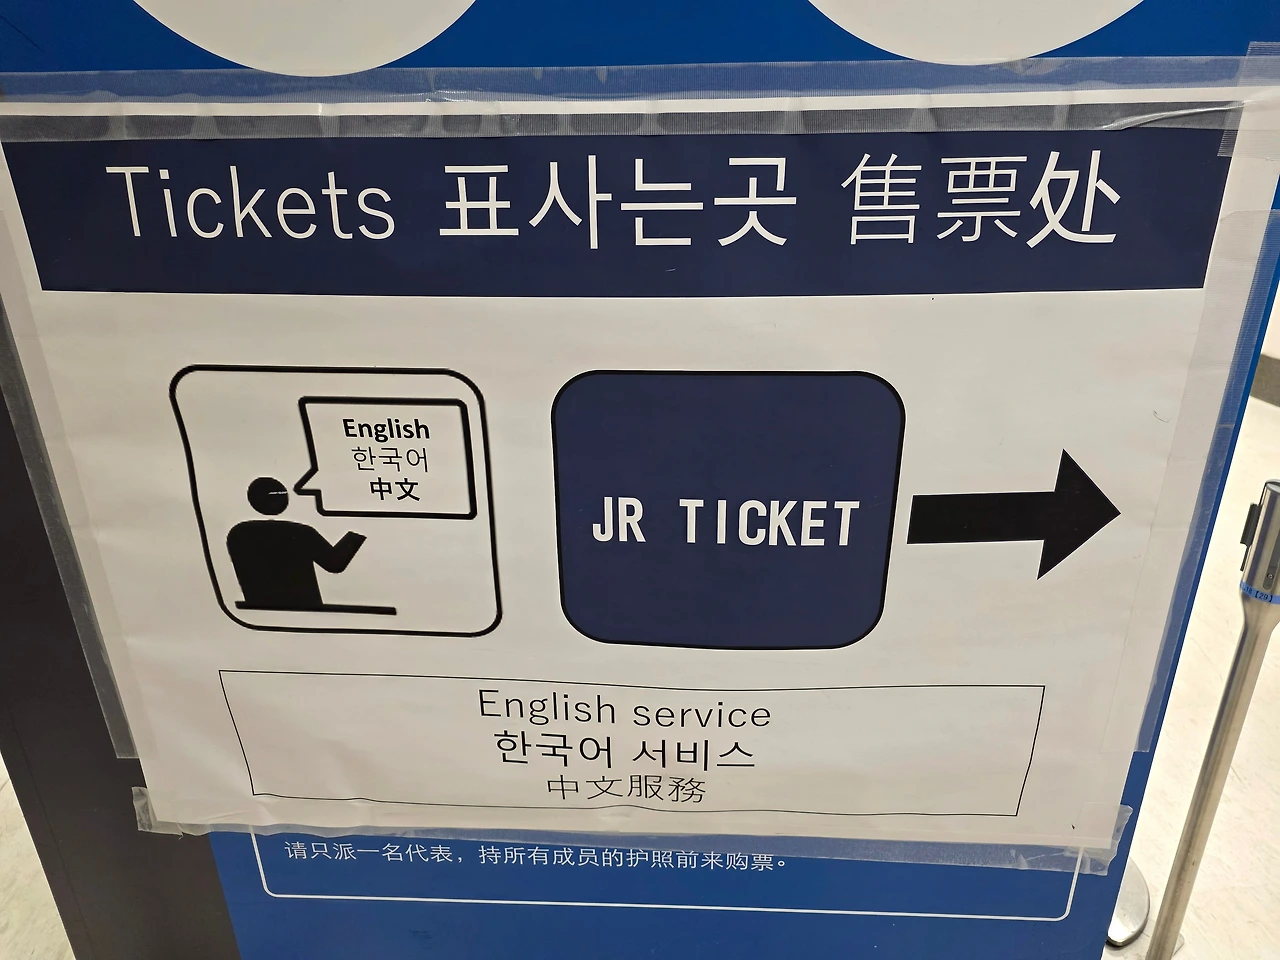 Tickets 표사는곳 售票处
English
한국어
中文
JR TICKET
English service
한국어 서비스
中文服務
请只派一名代表，持所有成员的护照前来购票。